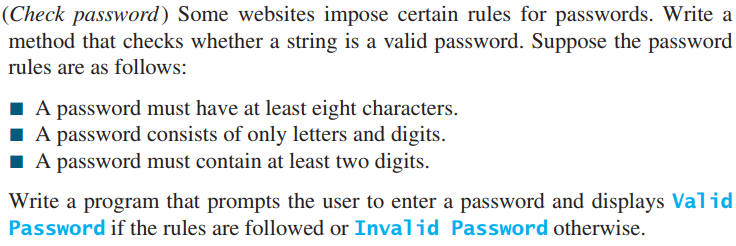 (Check password) Some websites impose certain rules for passwords. Write a
method that checks whether a string is a valid password. Suppose the password
rules are as follows:
■ A password must have at least eight characters.
■ A password consists of only letters and digits.
■ A password must contain at least two digits.
Write a program that prompts the user to enter a password and displays Valid
Password if the rules are followed or Invalid Password otherwise.